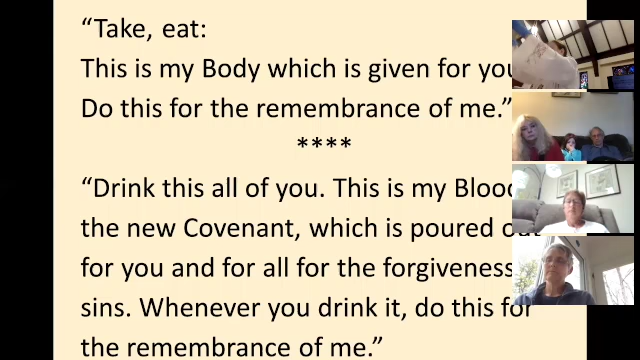 “Take, eat:
This is my Body which is given for
Do this for the remembrance of me.”
****
“Drink this all of you. This is my
the new Covenant, which is poured
for you and for all for the forgiveness
sins. Whenever you drink it, do this for
the remembrance of me.”